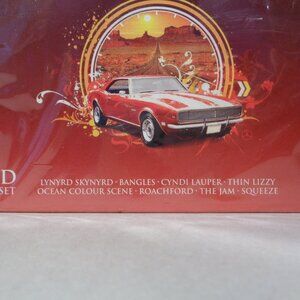 D
SET
LYNYRD SKYNYRD · BANGLES · CYNDI LAUPER · THIN LIZZY
OCEAN COLOUR SCENE · ROACHFORD · THE JAM · SQUEEZE